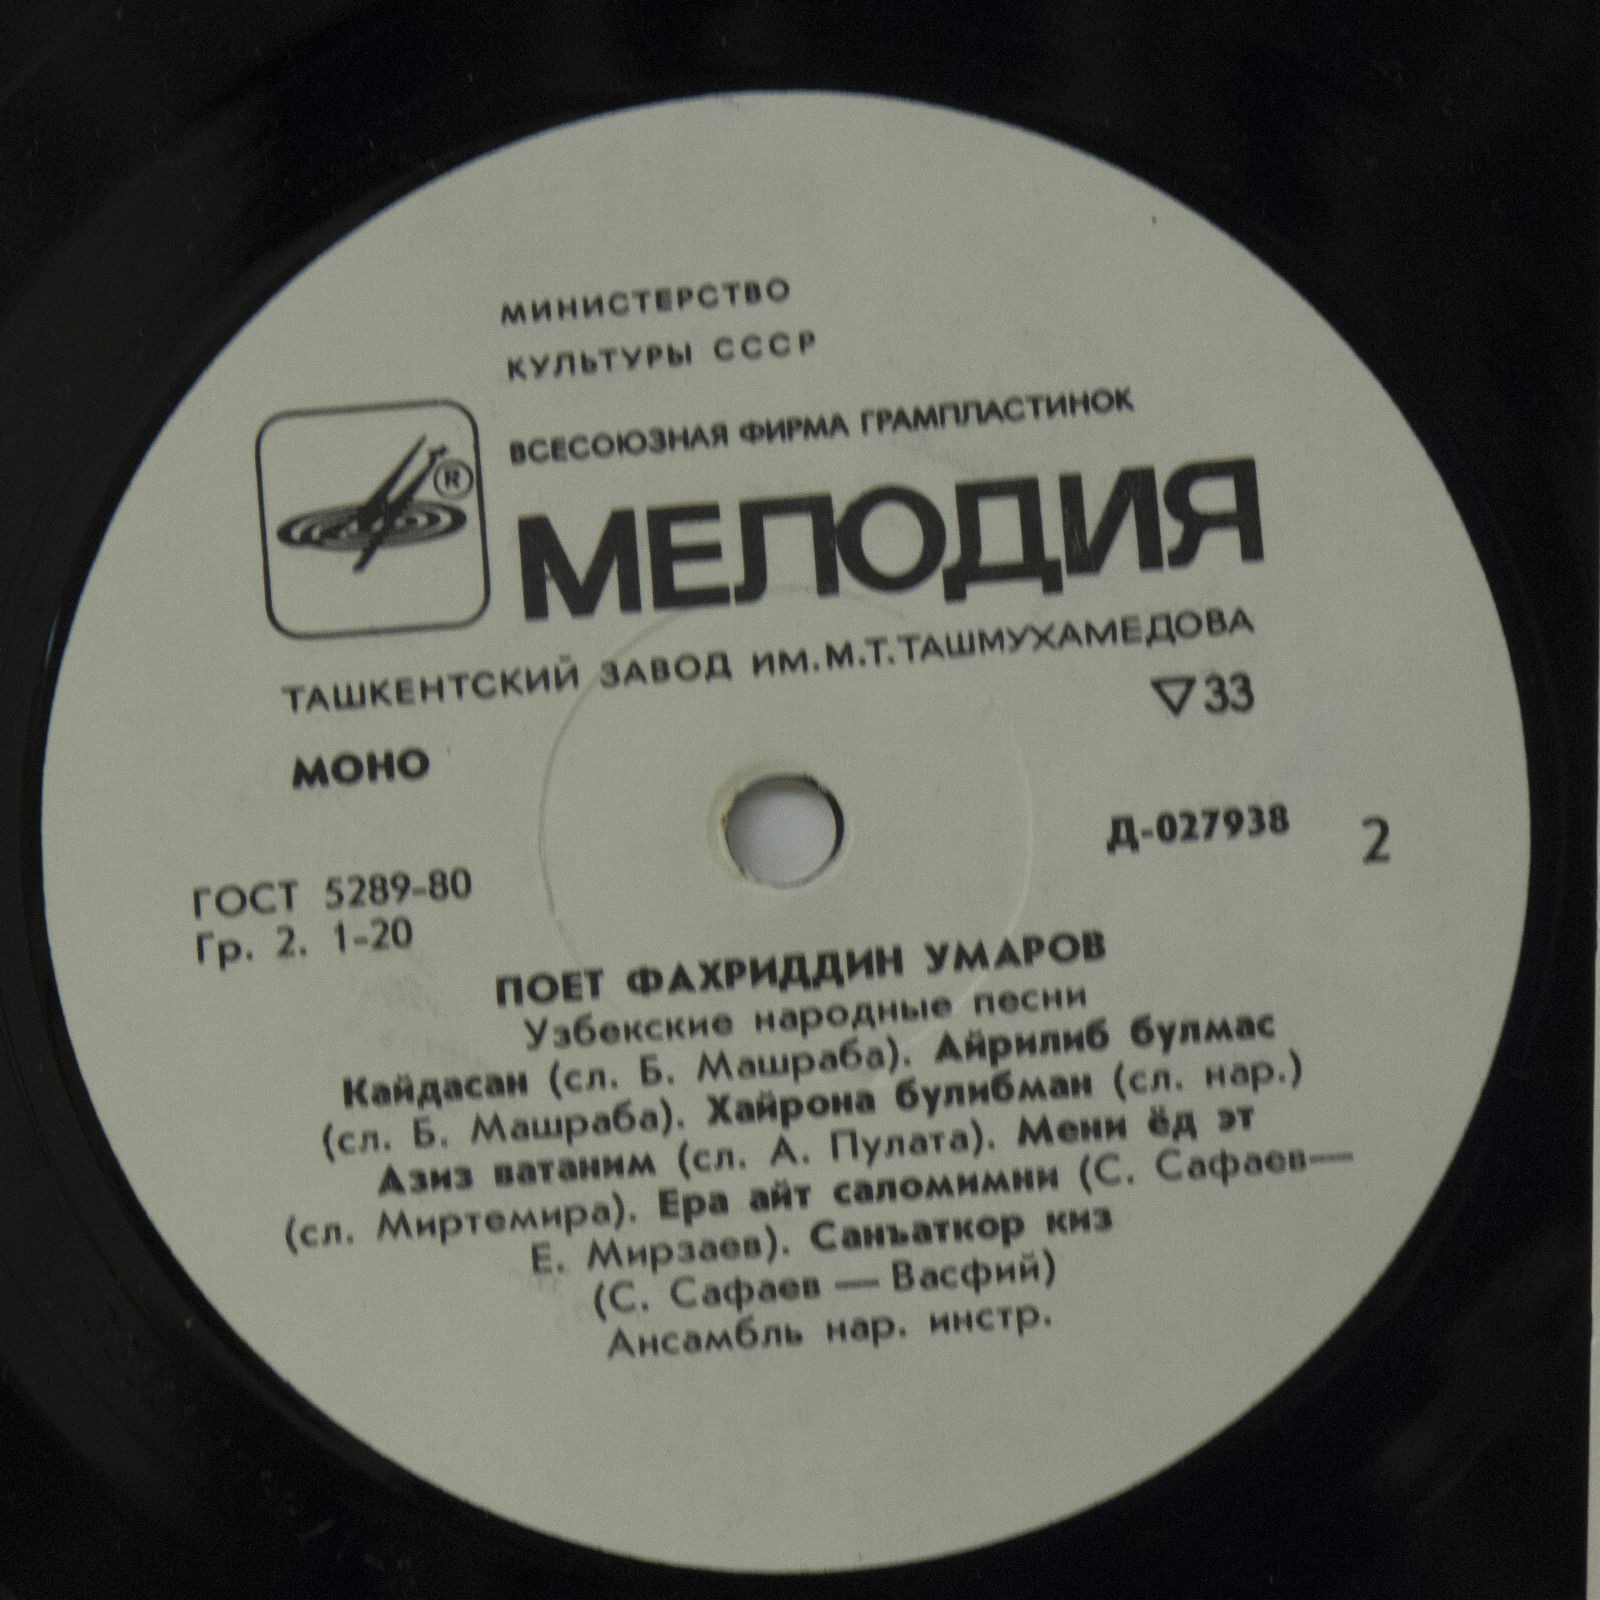 МИНИСТЕРСТВО
КУЛЬТУРЫ СССР
ВСЕСОЮЗНАЯ ФИРМА ГРАМПЛАСТИНОК
®
МЕЛОДИЯ
ТАШКЕНТСКИЙ ЗАВОД ИМ.М.Т.ТАШМУХАМЕДОВА
▽33
МОНО
Д-027938
2
ГОСТ 5289-80
Гр. 2. 1-20
ПОЕТ ФАХРИДДИН УМАРОВ
Узбекские народные песни
Кайдасан (сл. Б. Машраба). Айрилиб булмас
(сл. Б. Машраба). Хайрона булибман (сл. нар.)
Азиз ватаним (сл. А. Пулата). Мени ёд эт
(сл. Миртемира). Ера айт саломимни (С. Сафаев—
Е. Мирзаев). Санъаткор киз
(С. Сафаев — Васфий)
Ансамбль нар. инстр.